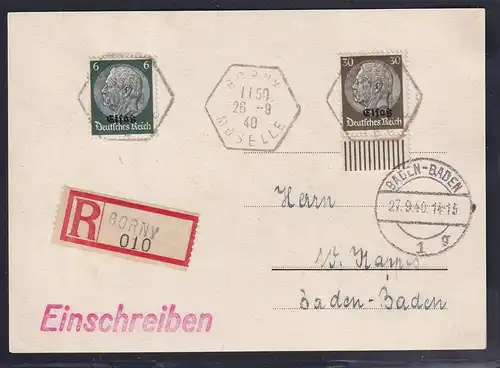 6 6
Elsaß
Deutsches Reich
BORNY
11 50
26 -9
40
MOSELLE
30 30
Elsaß
Deutsches Reich
BADEN-BADEN
27.9.40.14-15
1 g
R
BORNY
010
Herrn
W.
Baden-Baden
Einschreiben